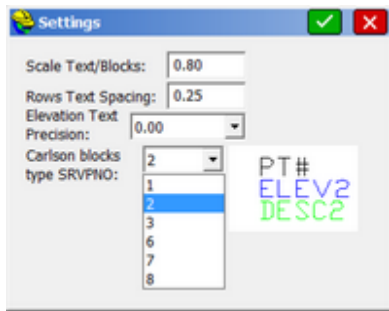 Settings
Scale Text/Blocks: 0.80
Rows Text Spacing: 0.25
Elevation Text
Precision: 0.00
Carlson blocks 2
type SRVPNO:
1
2
3
6
7
8
PT#
ELEV2
DESC2